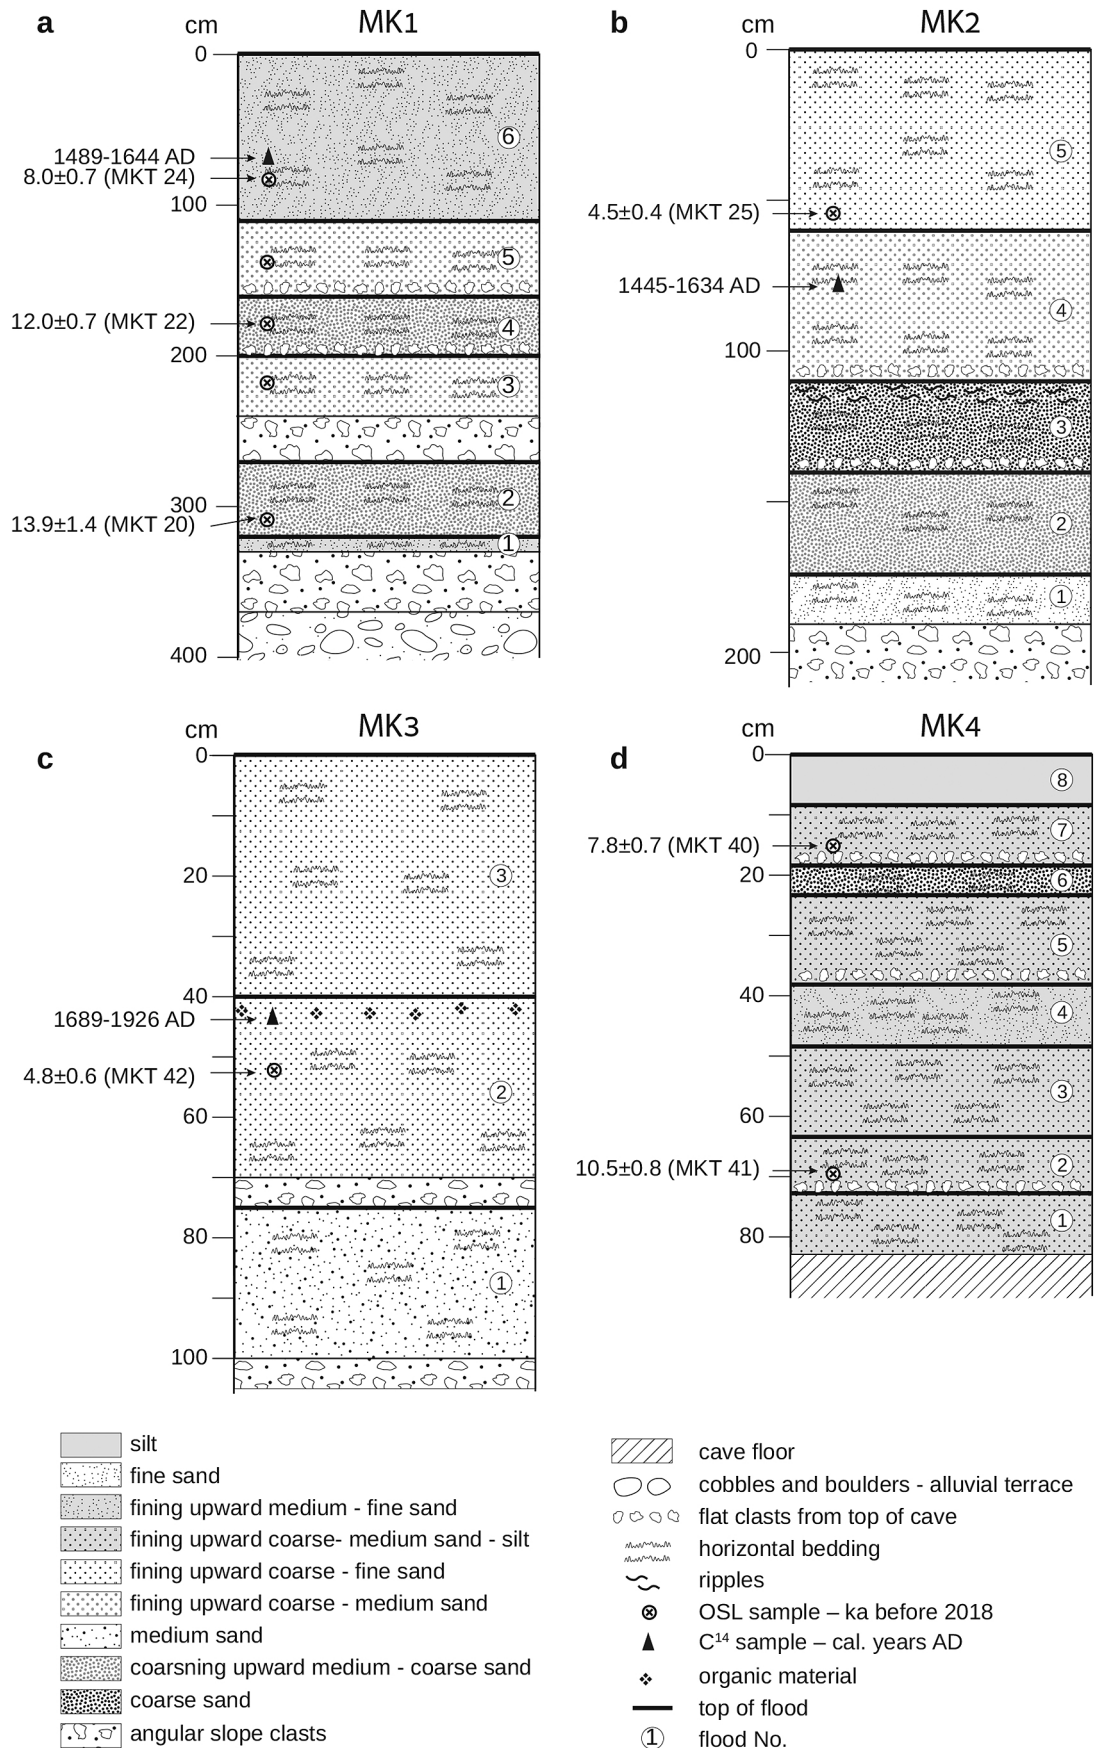 a
cm
MK1
0
6
1489-1644 AD
8.0±0.7 (MKT 24)
100
5
12.0±0.7 (MKT 22)
4
200
3
2
300
13.9±1.4 (MKT 20)
1
400
b
cm
MK2
0
5
4.5±0.4 (MKT 25)
1445-1634 AD
4
100
3
2
1
200
c
cm
MK3
0
20
3
40
1689-1926 AD
4.8±0.6 (MKT 42)
2
60
80
1
100
d
cm
MK4
0
8
7
7.8±0.7 (MKT 40)
20
6
5
40
4
3
60
10.5±0.8 (MKT 41)
2
1
80
silt
fine sand
fining upward medium - fine sand
fining upward coarse- medium sand - silt
fining upward coarse - fine sand
fining upward coarse - medium sand
medium sand
coarsning upward medium - coarse sand
coarse sand
angular slope clasts
cave floor
cobbles and boulders - alluvial terrace
flat clasts from top of cave
horizontal bedding
ripples
OSL sample – ka before 2018
C14 sample – cal. years AD
organic material
top of flood
1 flood No.